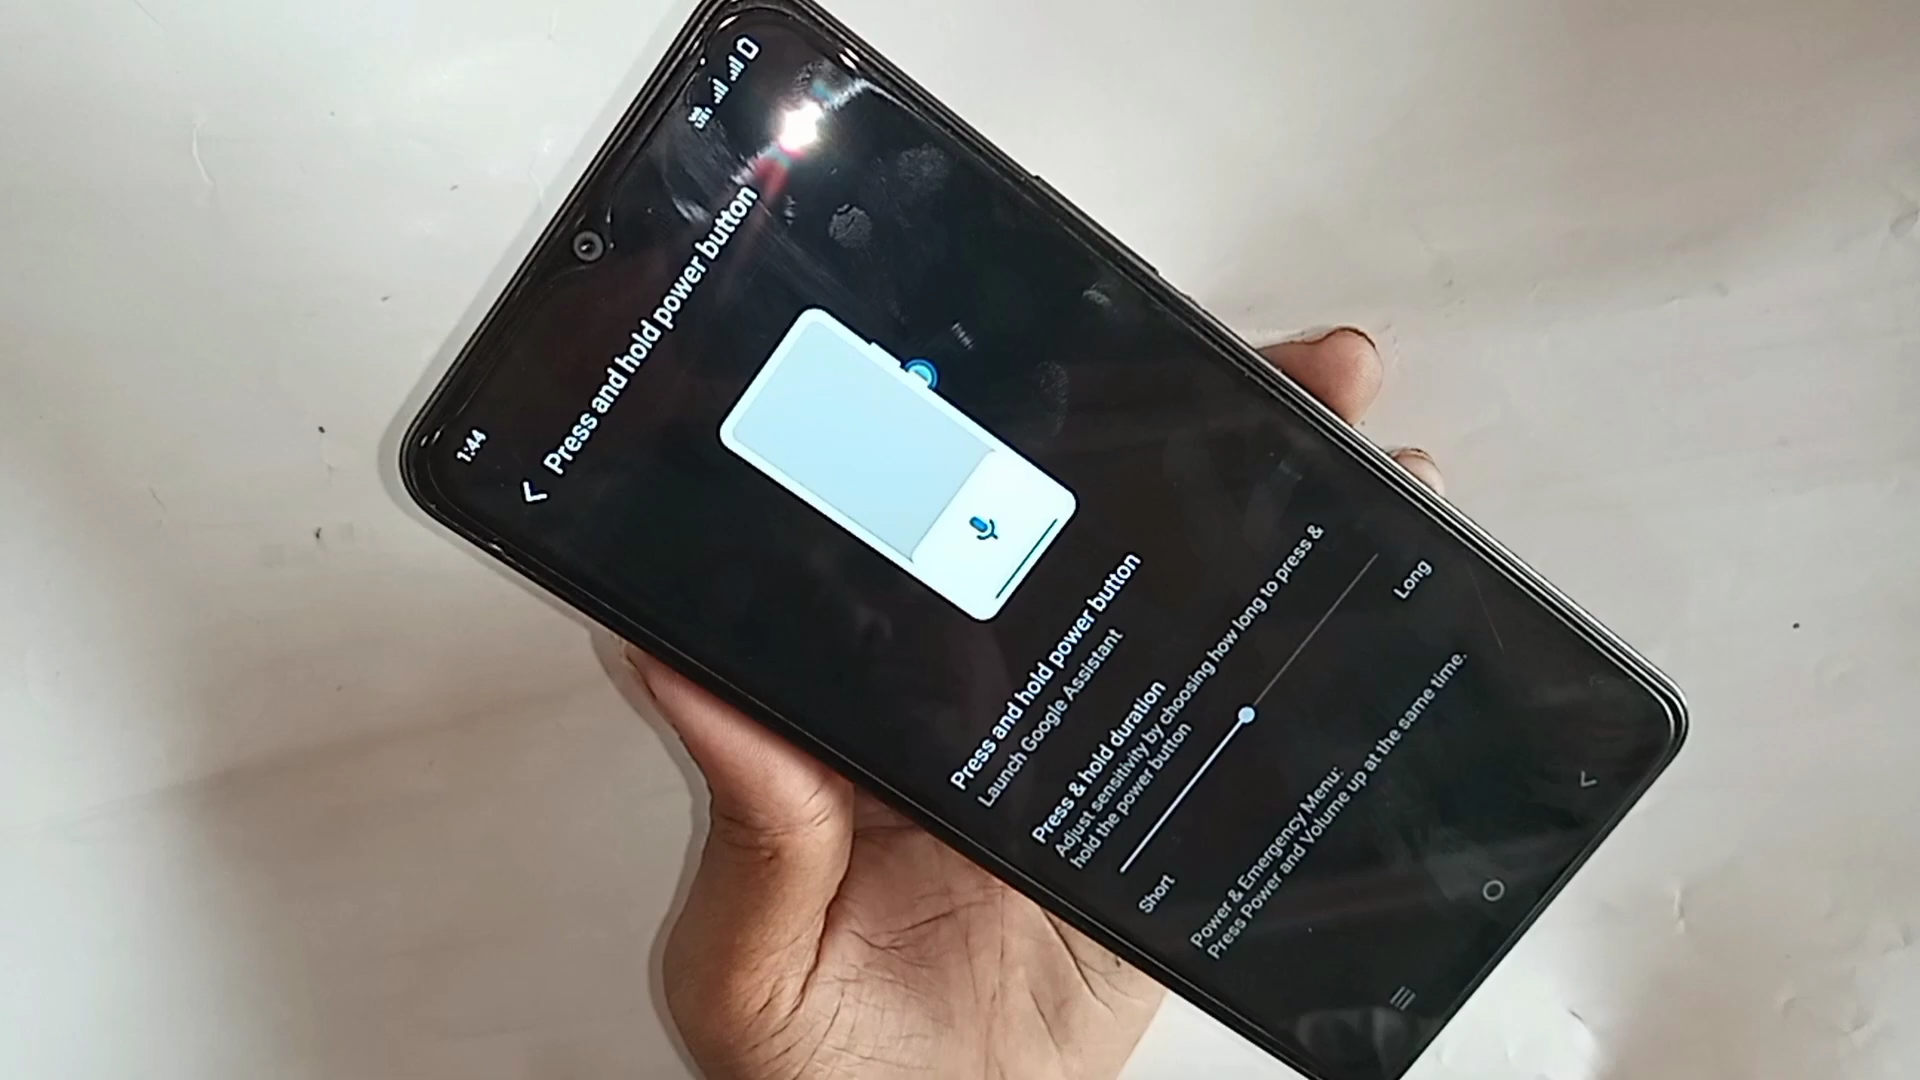 1:44
Press and hold power button
Press and hold power button
Launch Google Assistant
Press & hold duration
Adjust sensitivity by choosing how long to press &
hold the power button
Short
Long
Power & Emergency Menu:
Press Power and Volume up at the same time.